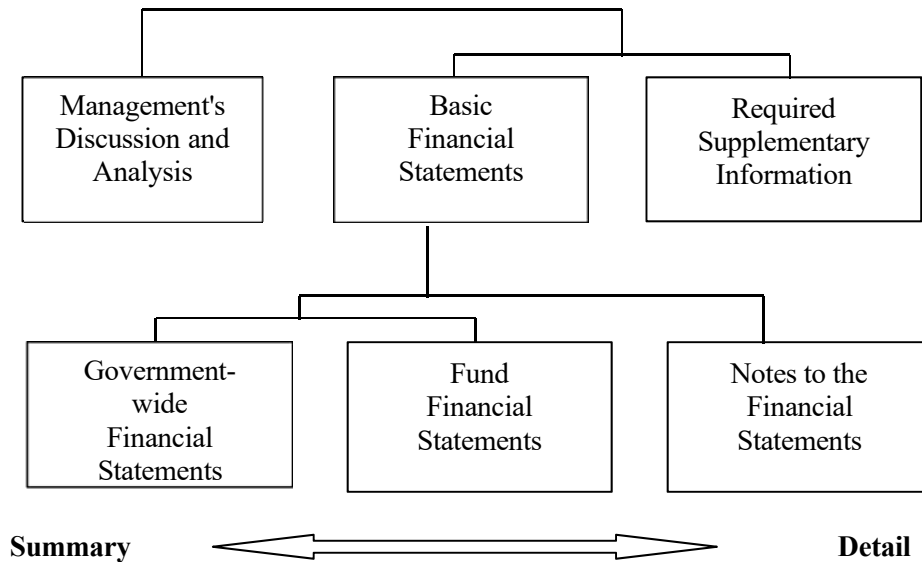 Management's
Discussion and
Analysis
Basic
Financial
Statements
Required
Supplementary
Information
Government-
wide
Financial
Statements
Fund
Financial
Statements
Notes to the
Financial
Statements
Summary
Detail